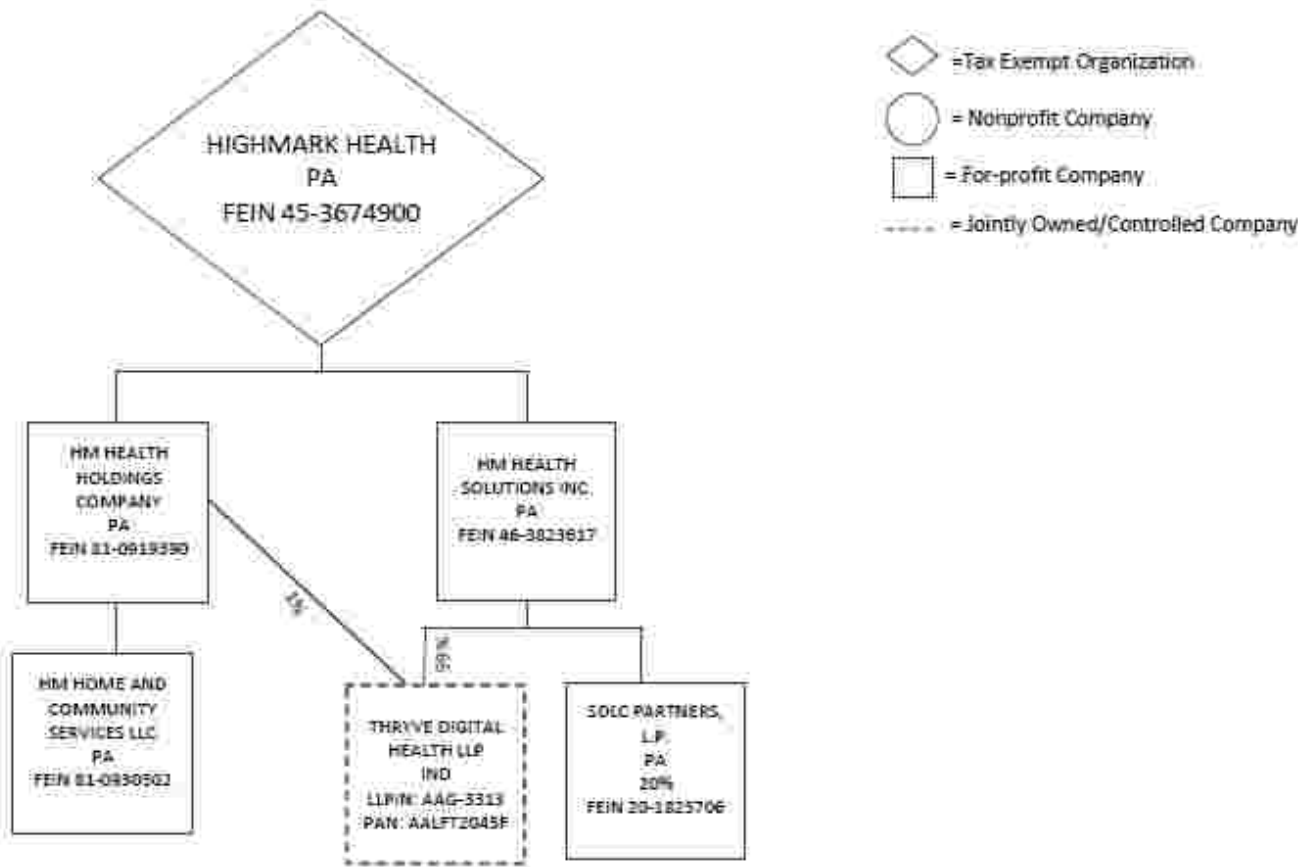 HIGHMARK HEALTH
PA
FEIN 45-3674900
=Tax Exempt Organization
= Nonprofit Company
= For-profit Company
= Jointly Owned/Controlled Company
HM HEALTH
HOLDINGS
COMPANY
PA
FEIN 81-0919390
HM HEALTH
SOLUTIONS INC.
PA
FEIN 46-3823617
1%
99%
HM HOME AND
COMMUNITY
SERVICES LLC
PA
FEIN 81-0930502
THRYVE DIGITAL
HEALTH LLP
IND
LLPIN: AAG-3313
PAN: AALFT2045F
SDLC PARTNERS,
L.P.
PA
20%
FEIN 20-1825706